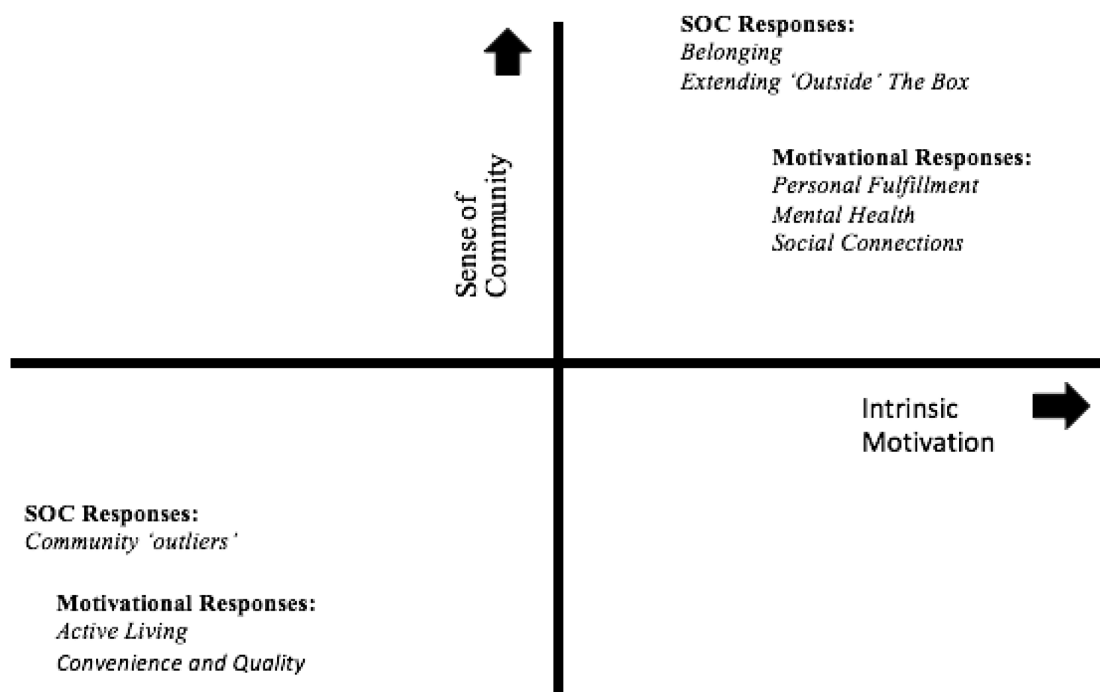 SOC Responses:
Belonging
Extending ‘Outside’ The Box
Motivational Responses:
Personal Fulfillment
Mental Health
Social Connections
Sense of
Community
Intrinsic
Motivation
SOC Responses:
Community ‘outliers’
Motivational Responses:
Active Living
Convenience and Quality